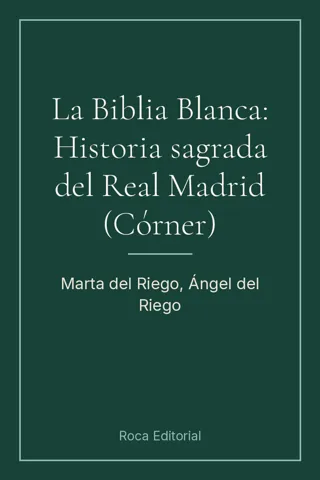 La Biblia Blanca:
Historia sagrada
del Real Madrid
(Córner)
Marta del Riego, Ángel del
Riego
Roca Editorial